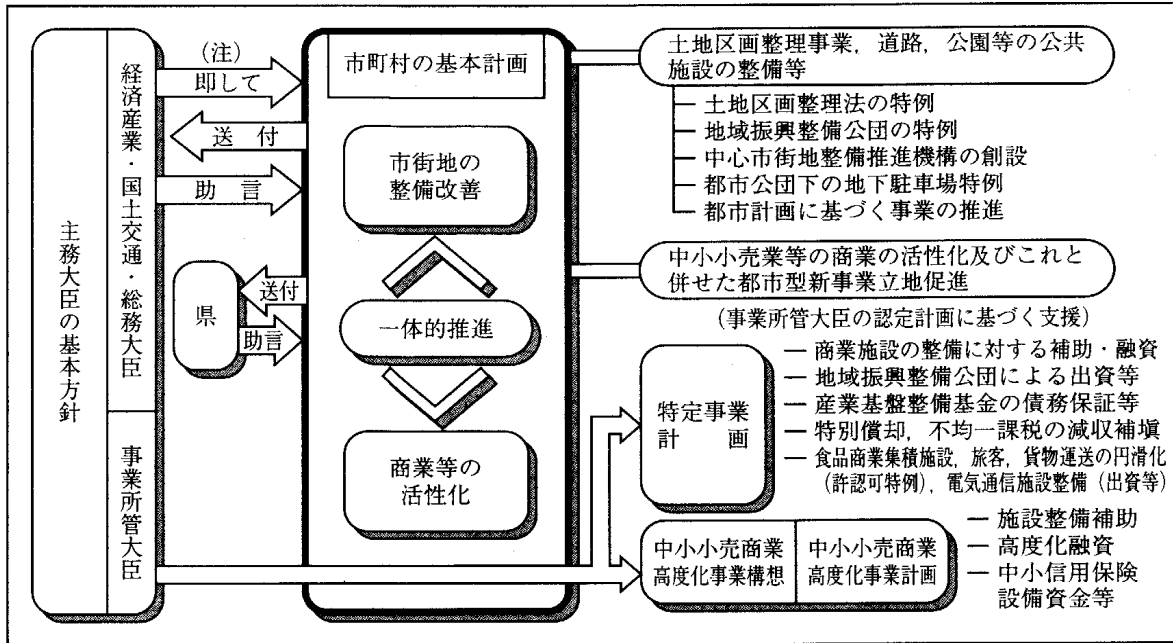 主務大臣の基本方針
経済産業・国土交通・総務大臣
事業所管大臣
(注)
即して
送付
助言
県
送付
助言
市町村の基本計画
市街地の
整備改善
一体的推進
商業等の
活性化
土地区画整理事業，道路，公園等の公共
施設の整備等
土地区画整理法の特例
地域振興整備公団の特例
中心市街地整備推進機構の創設
都市公団下の地下駐車場特例
都市計画に基づく事業の推進
中小小売業等の商業の活性化及びこれと
併せた都市型新事業立地促進
(事業所管大臣の認定計画に基づく支援)
特定事業
計画
商業施設の整備に対する補助・融資
地域振興整備公団による出資等
産業基盤整備基金の債務保証等
特別償却，不均一課税の減収補塡
食品商業集積施設，旅客，貨物運送の円滑化
(許認可特例)，電気通信施設整備 (出資等)
中小小売商業
高度化事業構想
中小小売商業
高度化事業計画
施設整備補助
高度化融資
中小信用保険
設備資金等